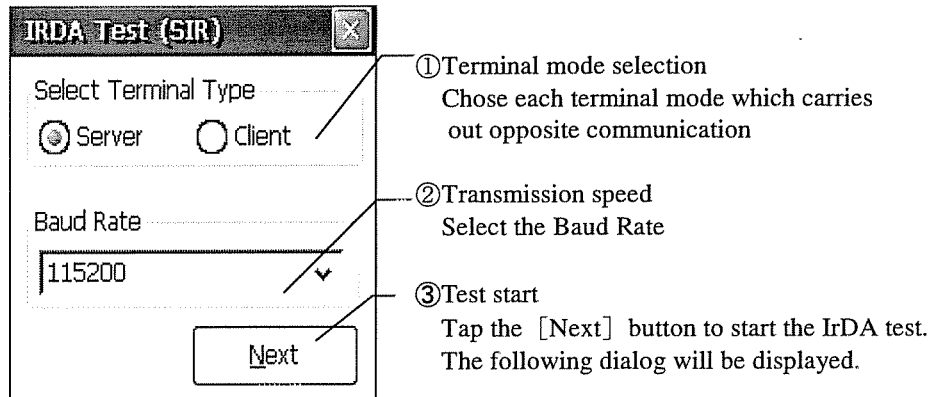 IRDA Test (SIR)
Select Terminal Type
Server Client
Baud Rate
115200
Next
①Terminal mode selection
Chose each terminal mode which carries
out opposite communication
②Transmission speed
Select the Baud Rate
③Test start
Tap the [Next] button to start the IrDA test.
The following dialog will be displayed.